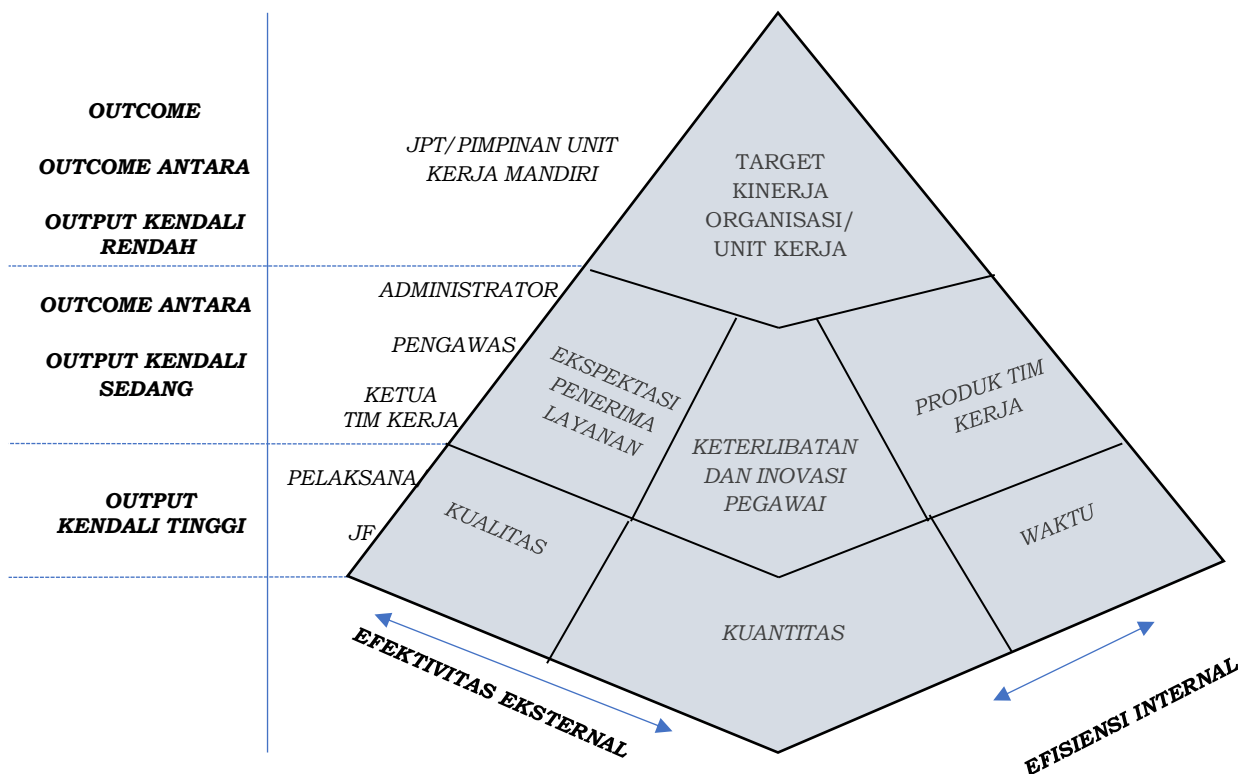 OUTCOME
OUTCOME ANTARA
OUTPUT KENDALI
RENDAH
JPT/PIMPINAN UNIT
KERJA MANDIRI
TARGET
KINERJA
ORGANISASI/
UNIT KERJA
OUTCOME ANTARA
OUTPUT KENDALI
SEDANG
ADMINISTRATOR
PENGAWAS
KETUA
TIM KERJA
EKSPEKTASI
PENERIMA
LAYANAN
KETERLIBATAN
DAN INOVASI
PEGAWAI
PRODUK TIM
KERJA
OUTPUT
KENDALI TINGGI
PELAKSANA
JF
KUALITAS
KUANTITAS
WAKTU
EFEKTIVITAS EKSTERNAL
EFISIENSI INTERNAL